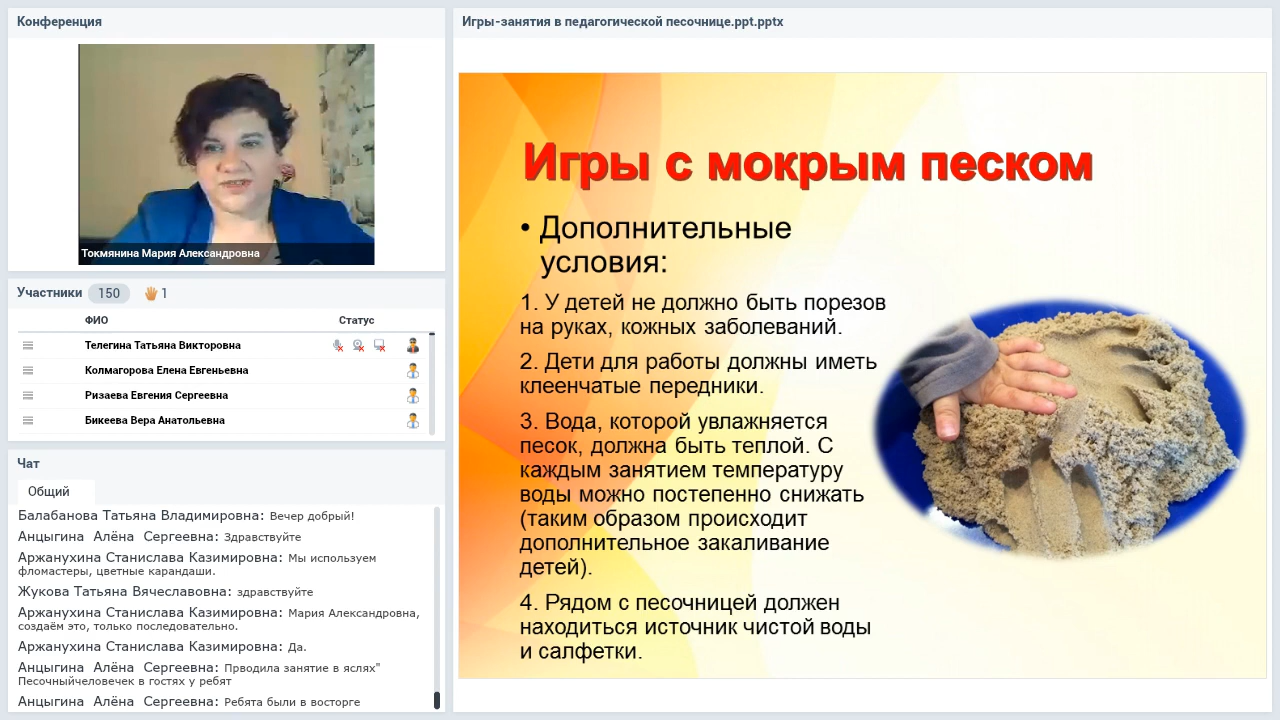 Конференция
Токмянина Мария Александровна
Участники 150 1
ФИО Статус
Телегина Татьяна Викторовна
Колмагорова Елена Евгеньевна
Ризаева Евгения Сергеевна
Бикеева Вера Анатольевна
Чат
Общий
Балабанова Татьяна Владимировна: Вечер добрый!
Анцыгина Алёна Сергеевна: Здравствуйте
Аржанухина Станислава Казимировна: Мы используем
фломастеры, цветные карандаши.
Жукова Татьяна Вячеславовна: здравствуйте
Аржанухина Станислава Казимировна: Мария Александровна,
создаём это, только последовательно.
Аржанухина Станислава Казимировна: Да.
Анцыгина Алёна Сергеевна: Прводила занятие в яслях"
Песочныйчеловечек в гостях у ребят
Анцыгина Алёна Сергеевна: Ребята были в восторге
Игры-занятия в педагогической песочнице.ppt.pptx
Игры с мокрым песком
• Дополнительные
условия:
1. У детей не должно быть порезов
на руках, кожных заболеваний.
2. Дети для работы должны иметь
клеенчатые передники.
3. Вода, которой увлажняется
песок, должна быть теплой. С
каждым занятием температуру
воды можно постепенно снижать
(таким образом происходит
дополнительное закаливание
детей).
4. Рядом с песочницей должен
находиться источник чистой воды
и салфетки.